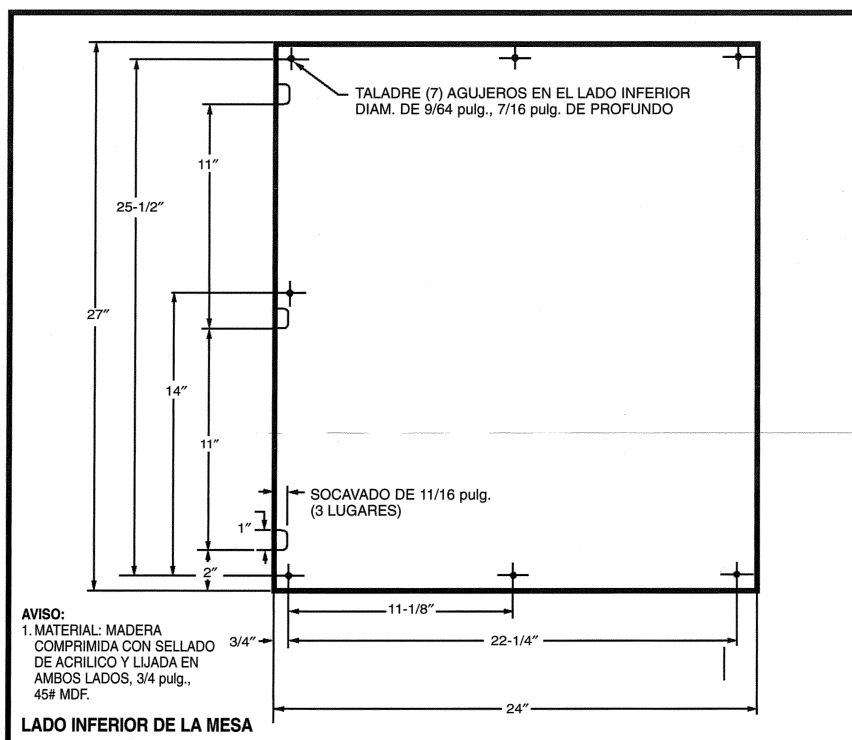 TALADRE (7) AGUJEROS EN EL LADO INFERIOR
DIAM. DE 9/64 pulg., 7/16 pulg. DE PROFUNDO
11"
25-1/2"
27"
14"
11"
SOCAVADO DE 11/16 pulg.
(3 LUGARES)
1"
2"
11-1/8"
3/4"
22-1/4"
24"
AVISO:
1. MATERIAL: MADERA
COMPRIMIDA CON SELLADO
DE ACRILICO Y LIJADA EN
AMBOS LADOS, 3/4 pulg.,
45# MDF.
LADO INFERIOR DE LA MESA